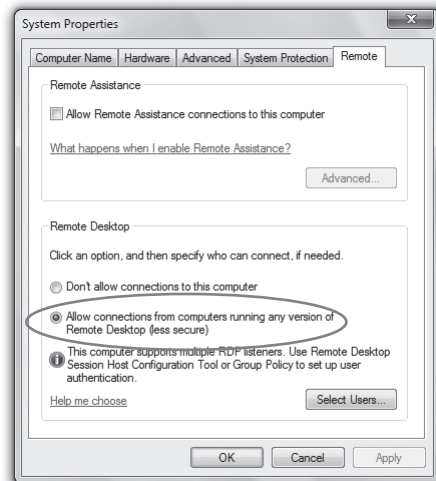 System Properties
Computer Name
Hardware
Advanced
System Protection
Remote
Remote Assistance
Allow Remote Assistance connections to this computer
What happens when I enable Remote Assistance?
Advanced...
Remote Desktop
Click an option, and then specify who can connect, if needed.
Don't allow connections to this computer
Allow connections from computers running any version of
Remote Desktop (less secure)
This computer supports multiple RDP listeners. Use Remote Desktop
Session Host Configuration Tool or Group Policy to set up user
authentication.
Help me choose
Select Users...
OK
Cancel
Apply